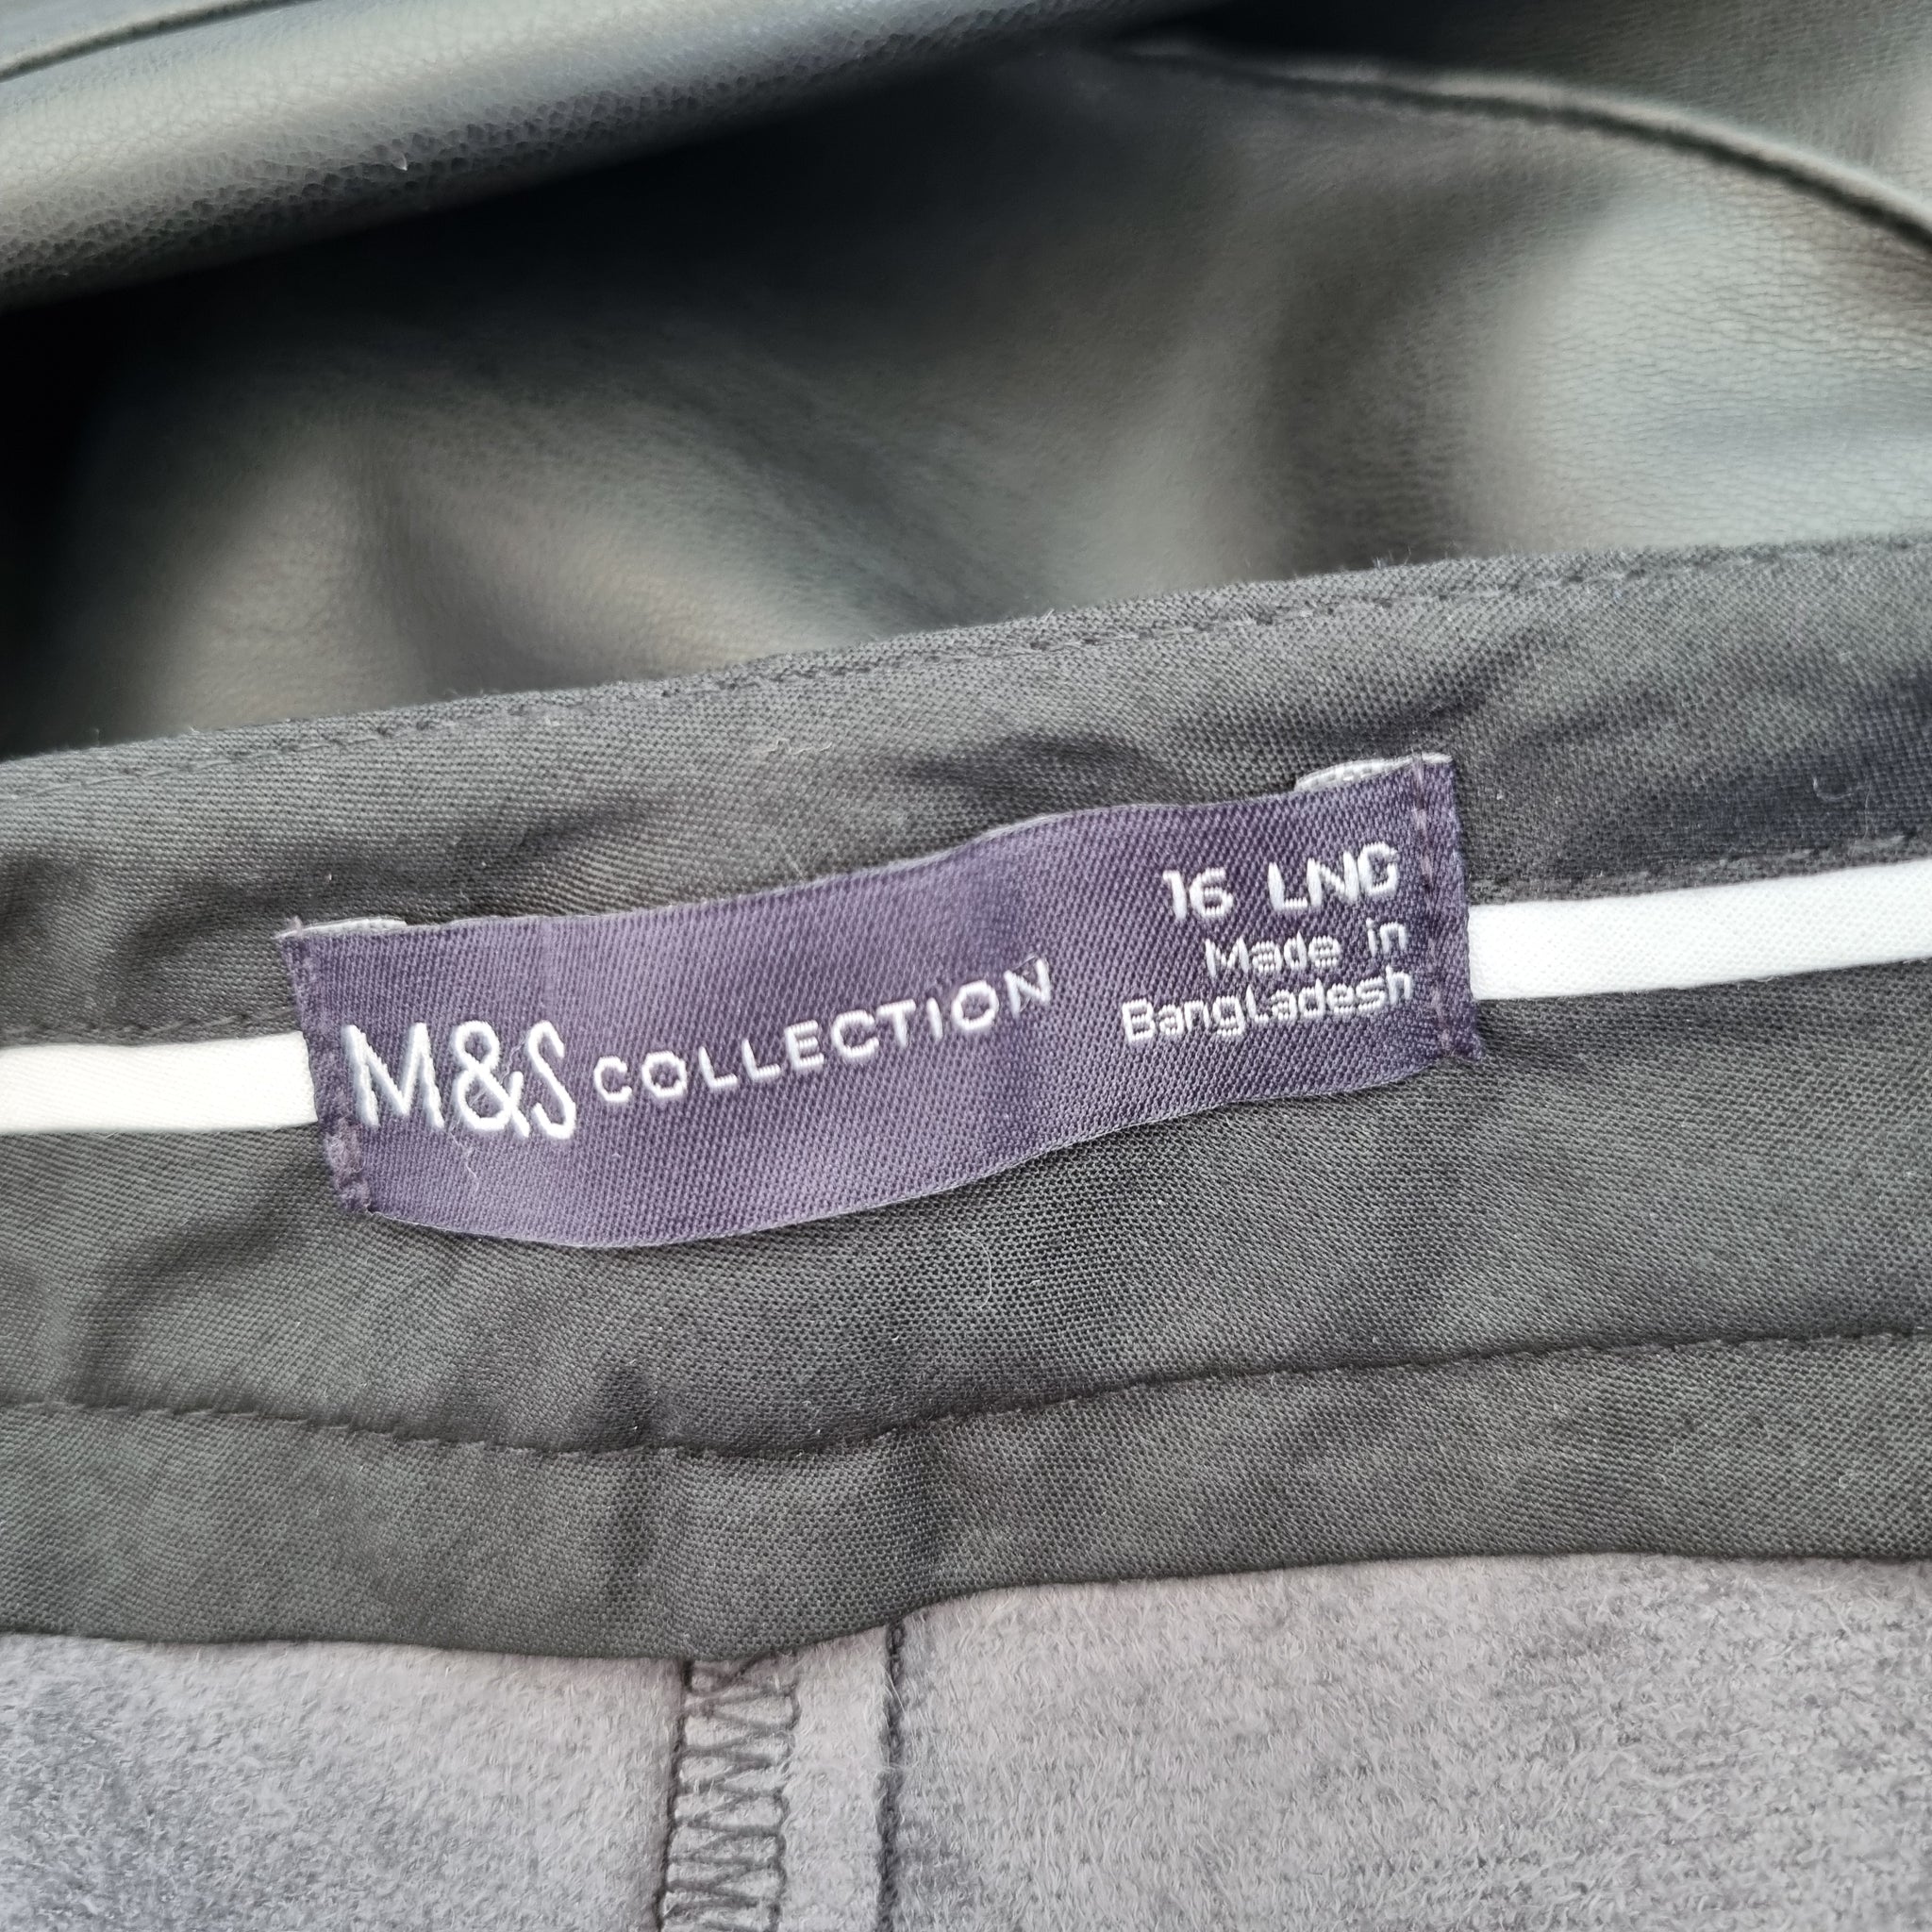 M&S COLLECTION
16 LNG
Made in
Bangladesh